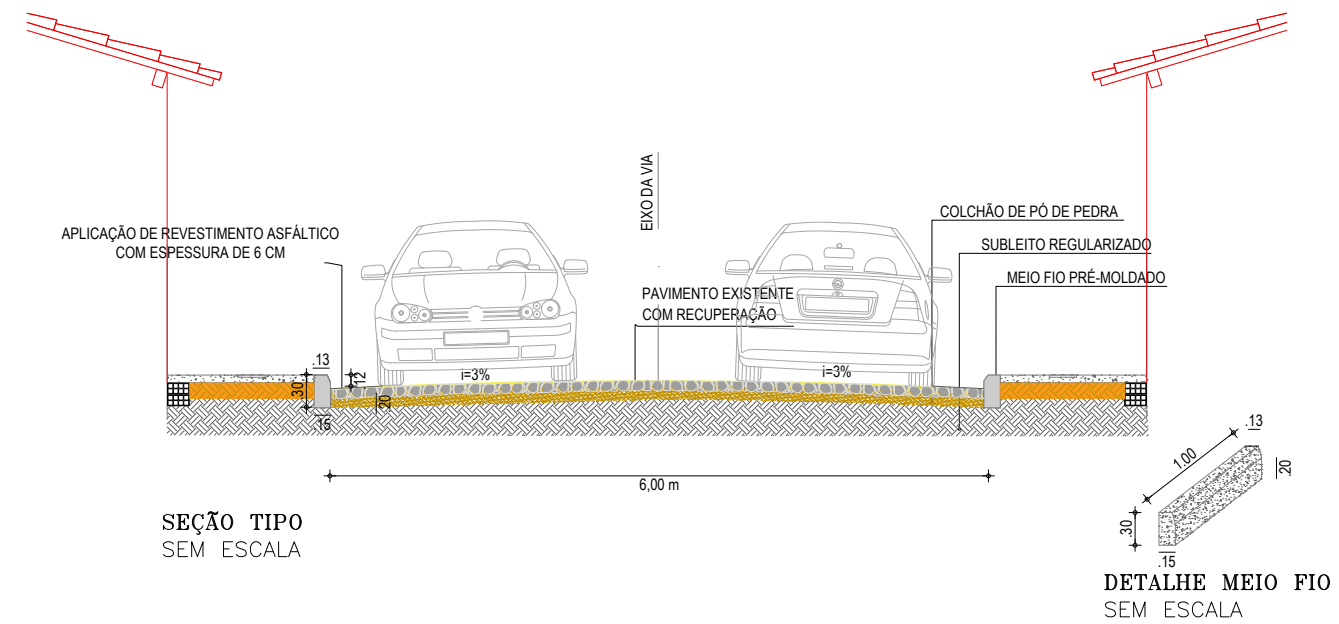 EIXO DA VIA
COLCHÃO DE PÓ DE PEDRA
APLICAÇÃO DE REVESTIMENTO ASFÁLTICO
COM ESPESSURA DE 6 CM
SUBLEITO REGULARIZADO
MEIO FIO PRÉ-MOLDADO
PAVIMENTO EXISTENTE
COM RECUPERAÇÃO
.13
12
i=3%
i=3%
.30
20
.15
6,00 m
SEÇÃO TIPO
SEM ESCALA
.13
1.00
20
.30
.15
DETALHE MEIO FIO
SEM ESCALA